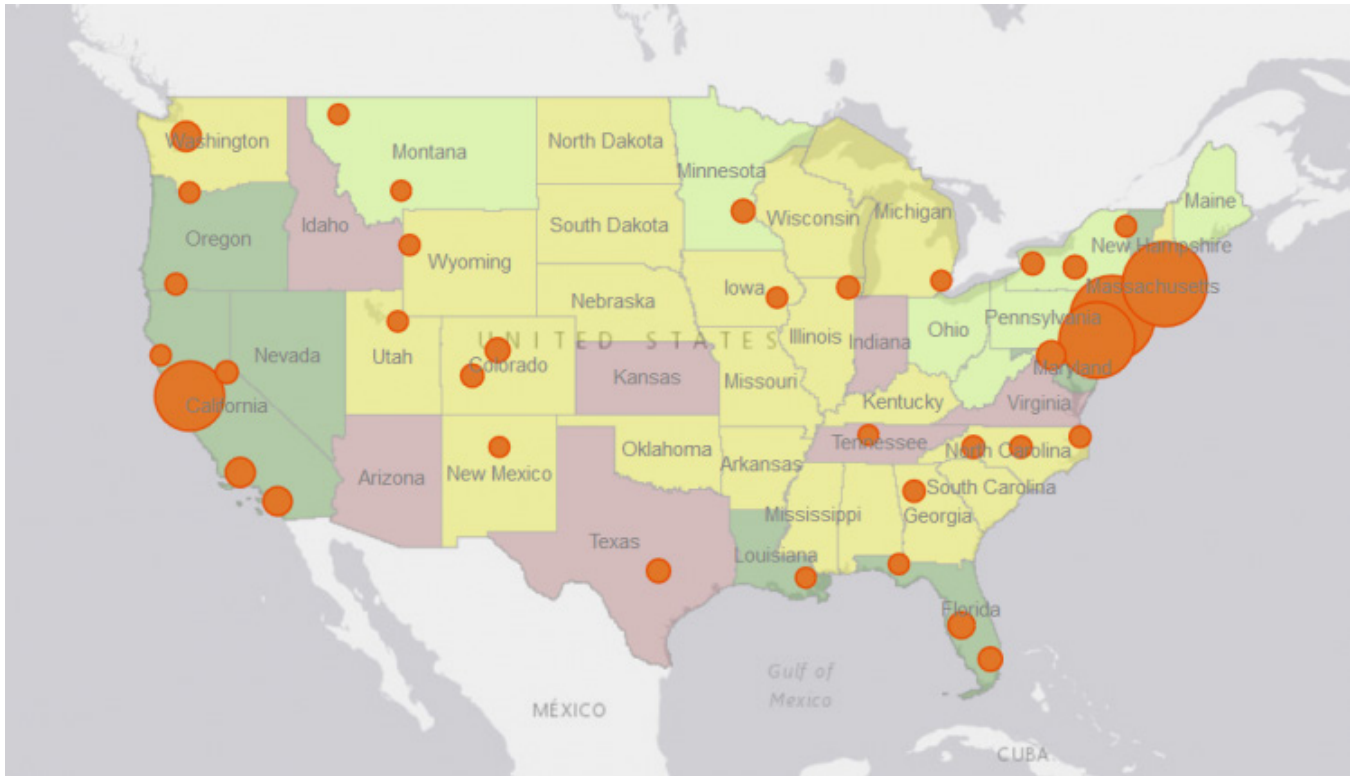 Washington
Montana
North Dakota
Minnesota
Maine
Oregon
Idaho
Wyoming
South Dakota
Wisconsin
Michigan
New Hampshire
Massachusetts
Nevada
Utah
Colorado
Nebraska
Iowa
Illinois
Indiana
Ohio
Pennsylvania
UNITED STATES
Kansas
Missouri
Kentucky
Virginia
Maryland
California
Arizona
New Mexico
Oklahoma
Arkansas
Tennessee
North Carolina
South Carolina
Mississippi
Georgia
Texas
Louisiana
Florida
Gulf of
Mexico
MÉXICO
CUBA